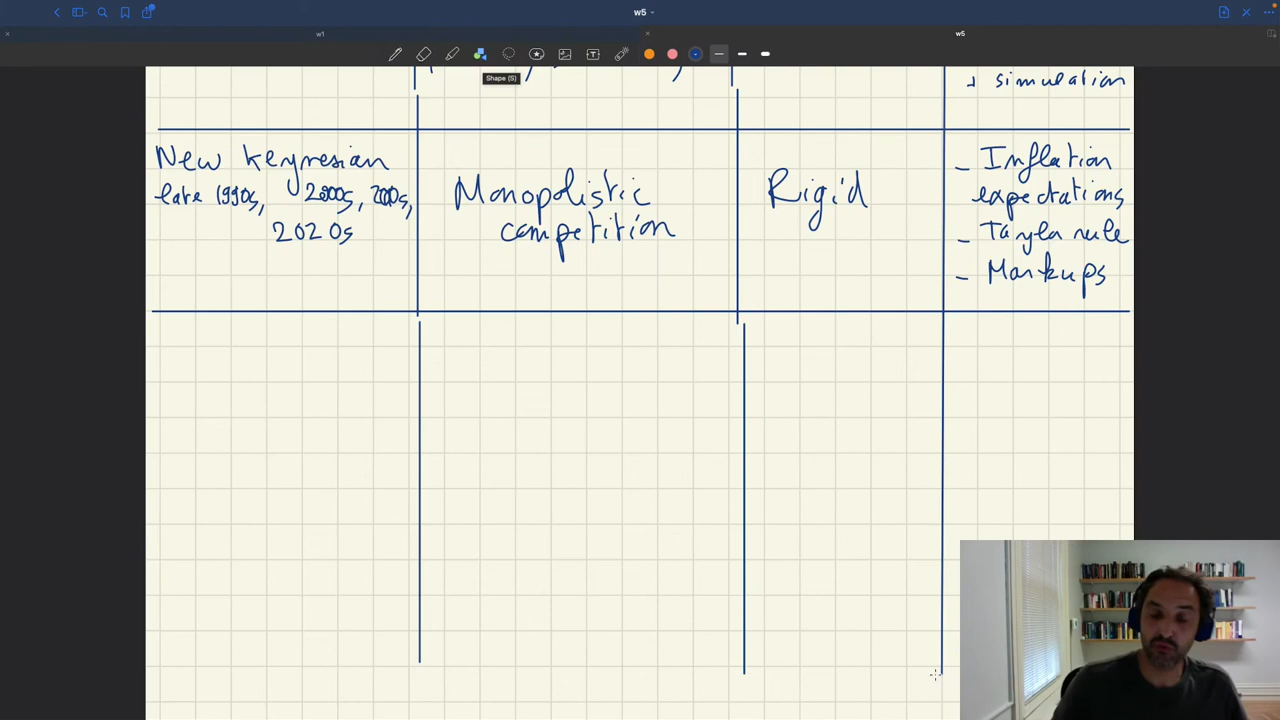 w5
w1
w5
Shape (S)
simulation
New Keynesian
late 1990s, 2000s,
2020s
Monopolistic
competition
Rigid
- Inflation
expectations
- Taylor rule
- Markups